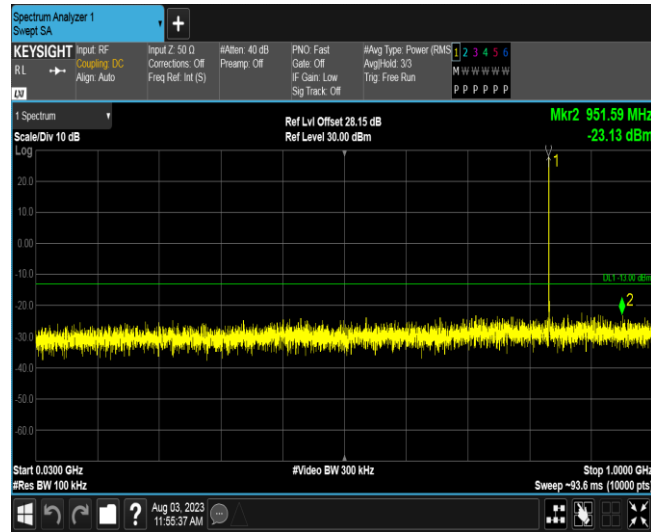 Spectrum Analyzer 1
Swept SA
KEYSIGHT
RL
LXI
Input: RF
Coupling: DC
Align: Auto
Input Z: 50 Ω
Corrections: Off
Freq Ref: Int (S)
#Atten: 40 dB
Preamp: Off
PNO: Fast
Gate: Off
IF Gain: Low
Sig Track: Off
#Avg Type: Power (RMS
Avg|Hold: 3/3
Trig: Free Run
1 2 3 4 5 6
M W W W W W
P P P P P P
1 Spectrum
Scale/Div 10 dB
Log
Ref Lvl Offset 28.15 dB
Ref Level 30.00 dBm
Mkr2 951.59 MHz
-23.13 dBm
1
20.0
10.0
0.00
-10.0
DL1 -13.00 dBm
2
-20.0
-30.0
-40.0
-50.0
-60.0
Start 0.0300 GHz
#Res BW 100 kHz
#Video BW 300 kHz
Stop 1.0000 GHz
Sweep ~93.6 ms (10000 pts)
?
Aug 03, 2023
11:55:37 AM